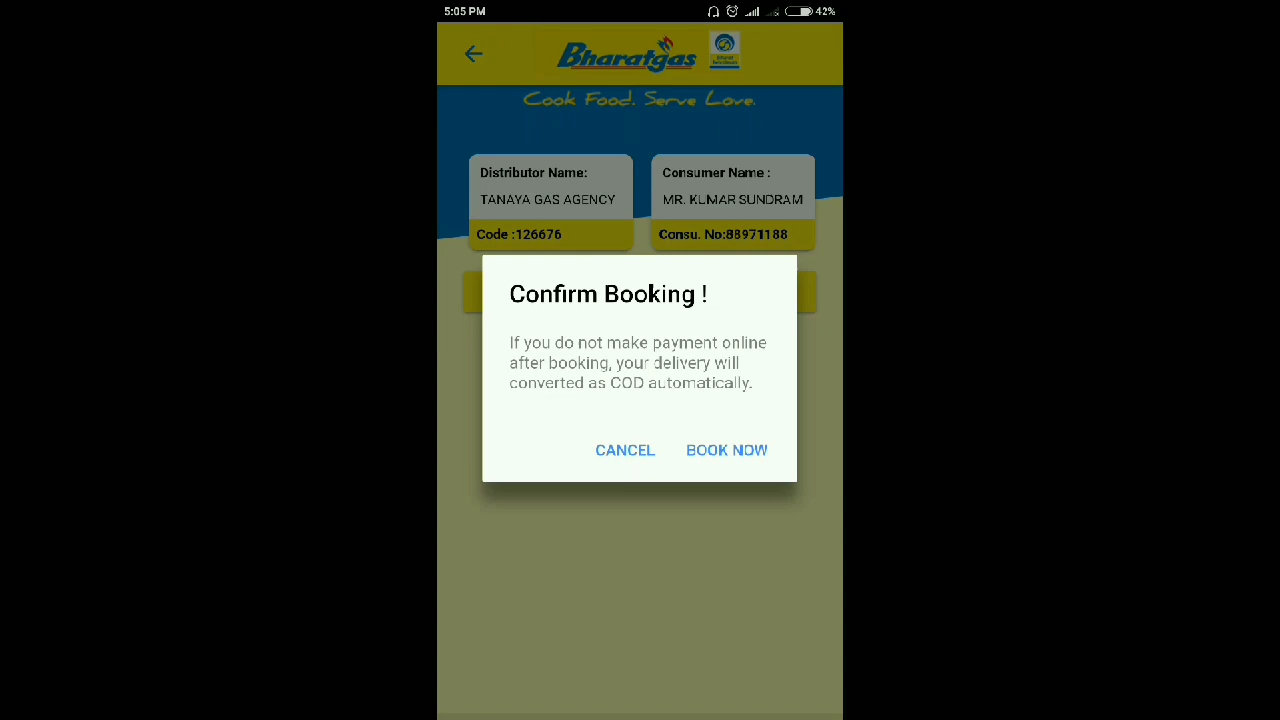 5:05 PM
42%
Bharatgas
Cook Food. Serve Love.
Distributor Name:
TANAYA GAS AGENCY
Code :126676
Consumer Name :
MR. KUMAR SUNDRAM
Consu. No:88971188
Confirm Booking !
If you do not make payment online
after booking, your delivery will
converted as COD automatically.
CANCEL
BOOK NOW